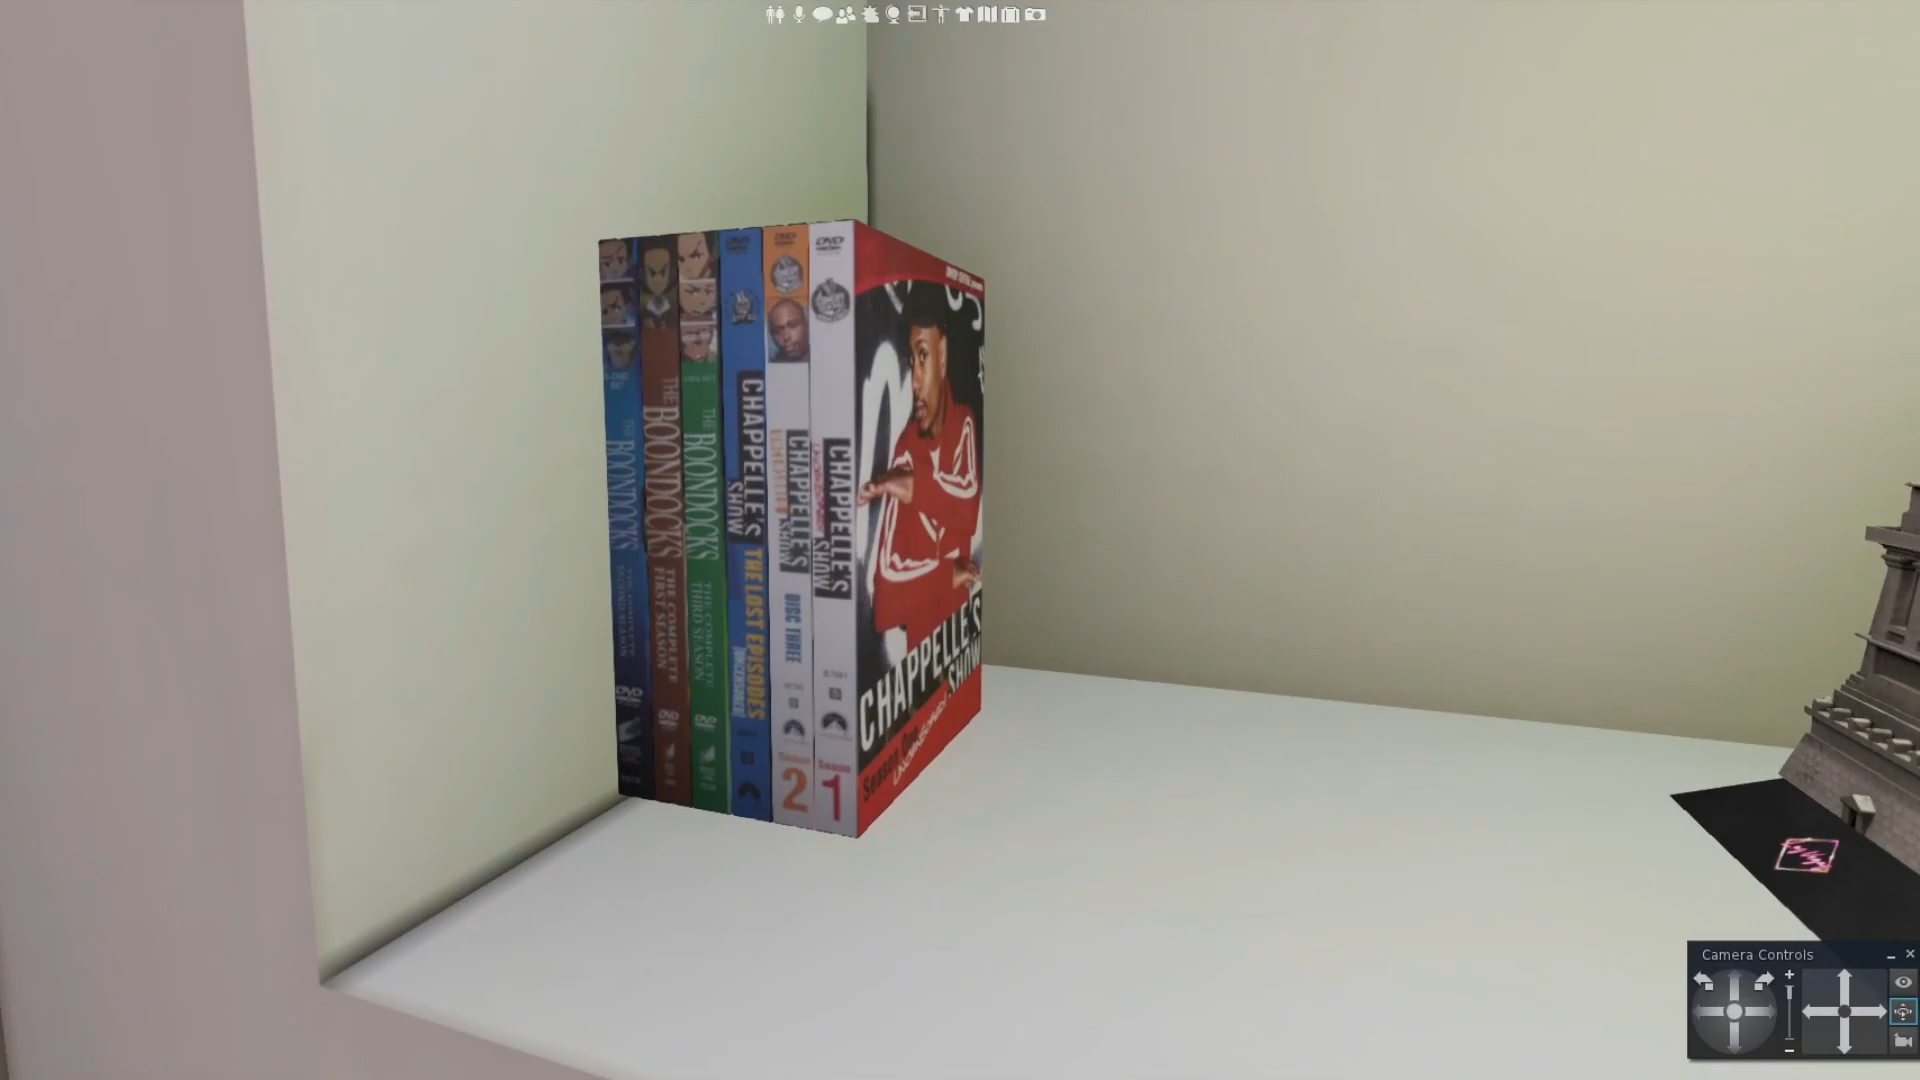 THE
BOONDOCKS
THE COMPLETE
SECOND SEASON
DVD
THE
BOONDOCKS
THE COMPLETE
FIRST SEASON
DVD
THE
BOONDOCKS
THE COMPLETE
THIRD SEASON
DVD
DVD
CHAPPELLE'S
SHOW
THE LOST EPISODES
UNCENSORED!
DVD
CHAPPELLE'S
SHOW
DISC THREE
Season
2
DVD
CHAPPELLE'S
SHOW
Season
1
CHAPPELLE'S
SHOW
Season One
UNCENSORED!
Camera Controls